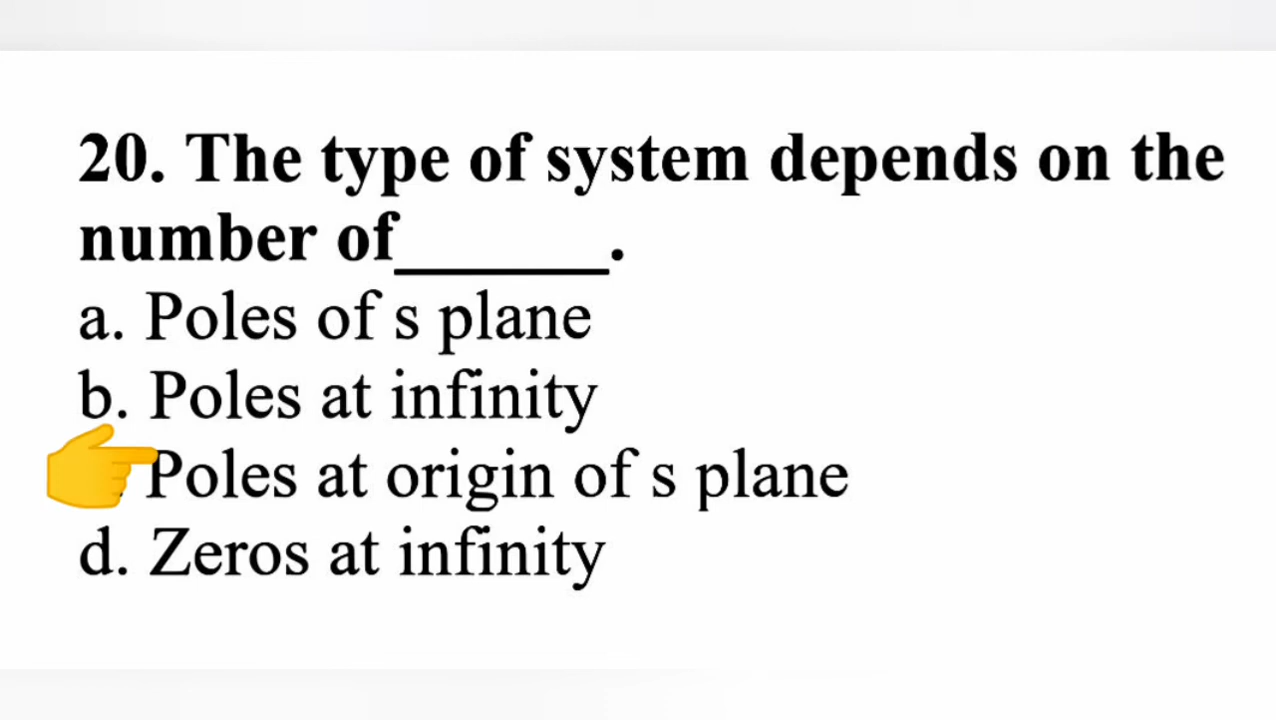 20. The type of system depends on the
number of______.
a. Poles of s plane
b. Poles at infinity
Poles at origin of s plane
d. Zeros at infinity